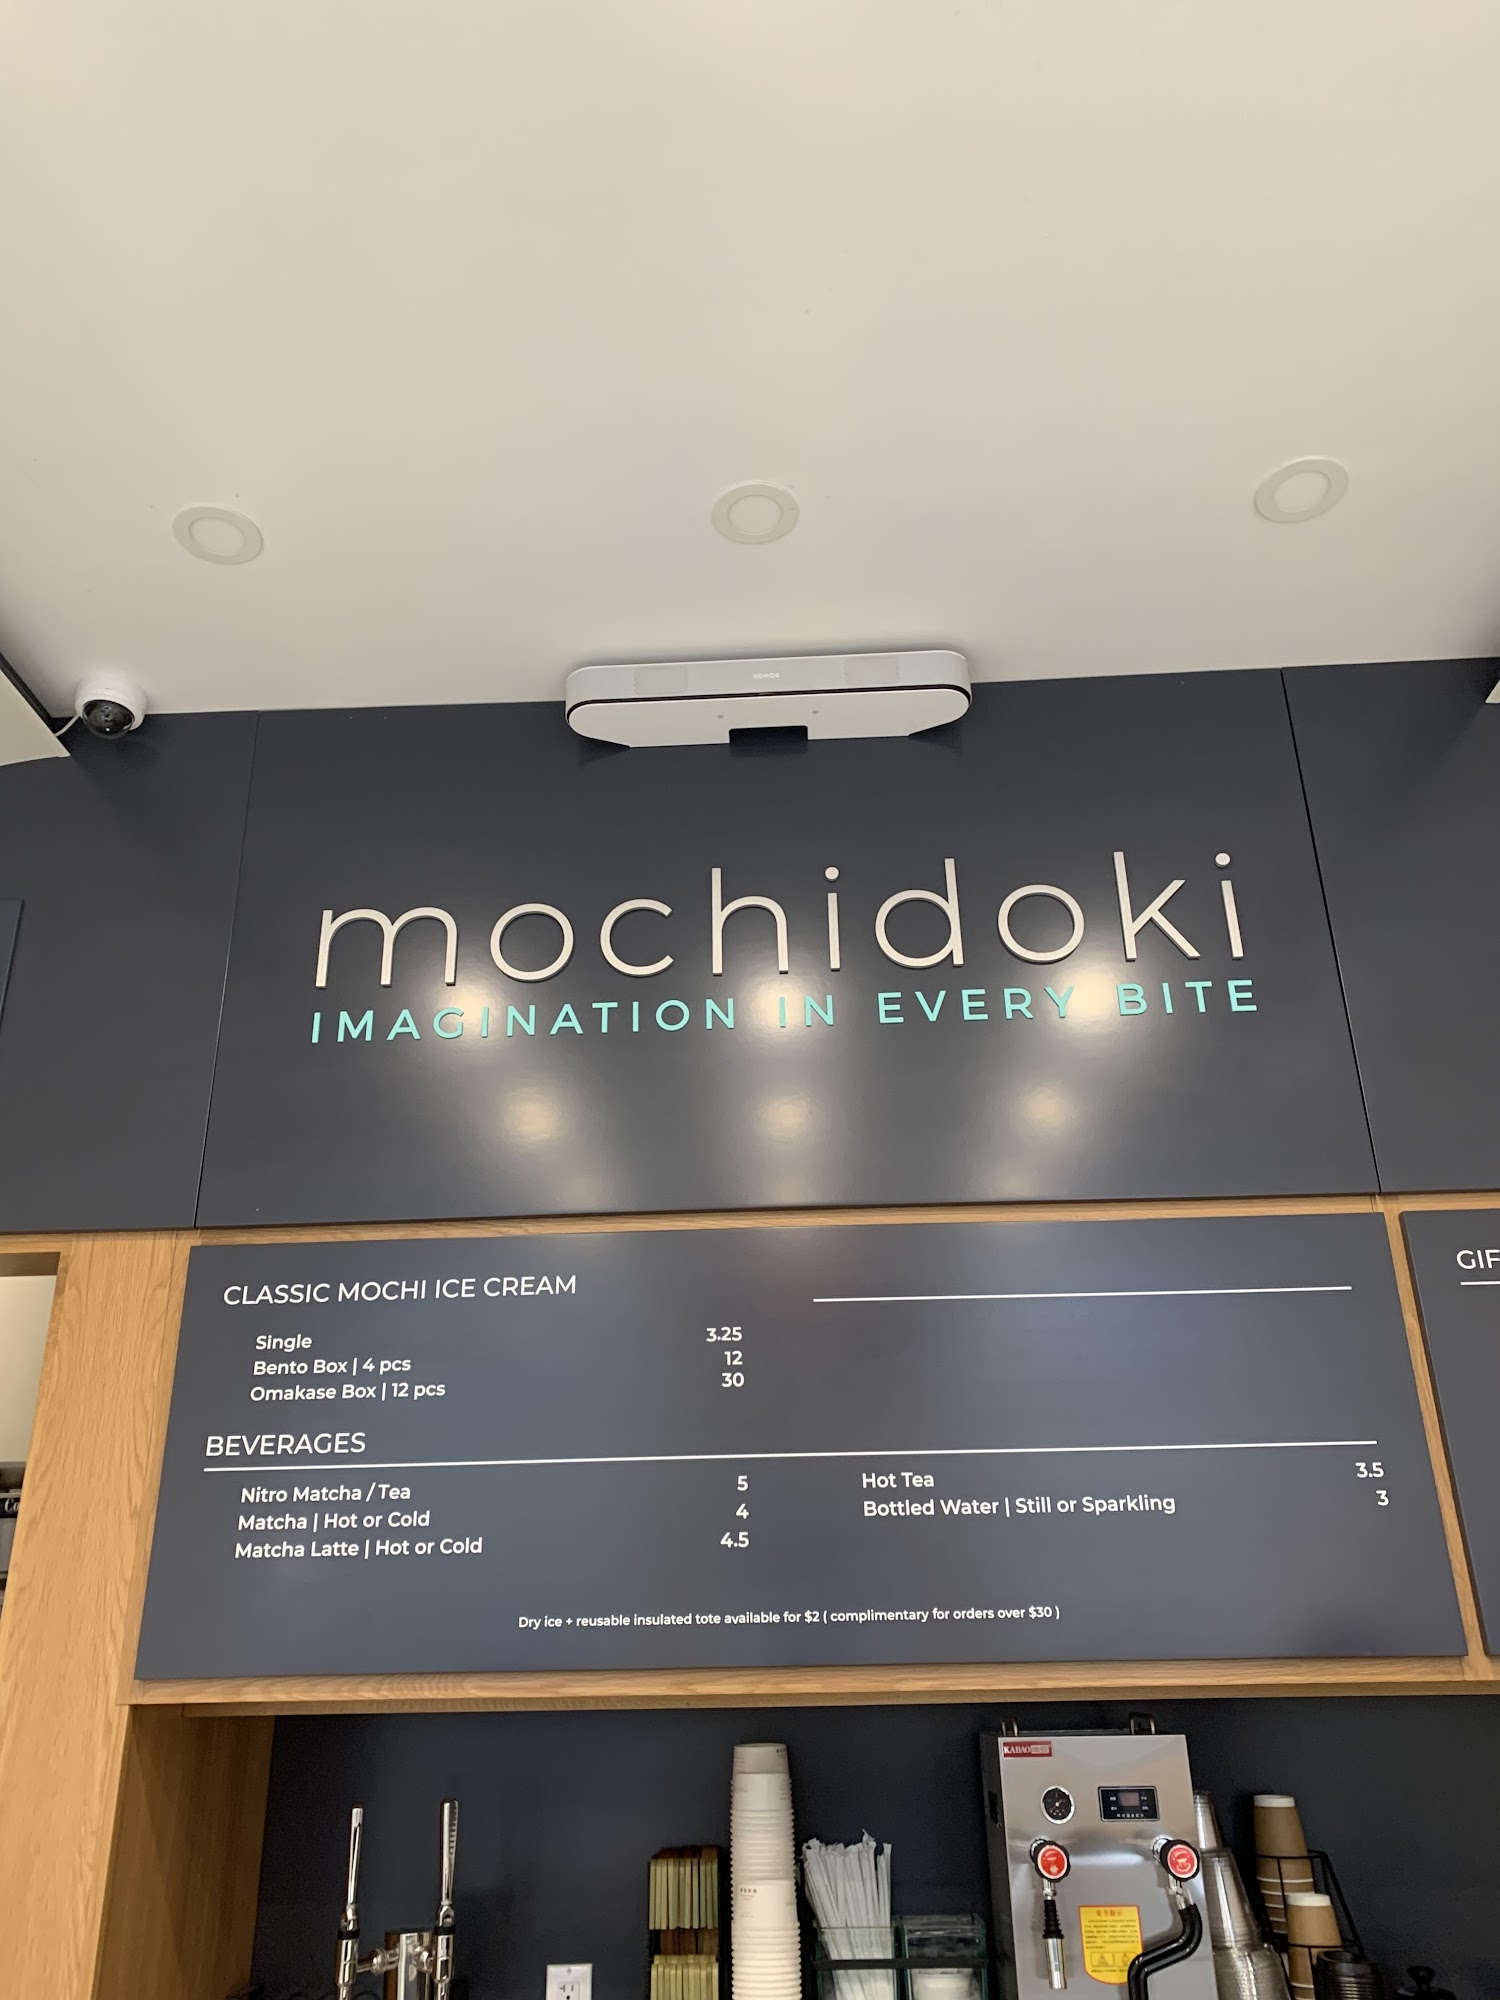 SONOS
mochidoki
IMAGINATION IN EVERY BITE
CLASSIC MOCHI ICE CREAM
Single 3.25
Bento Box | 4 pcs 12
Omakase Box | 12 pcs 30
BEVERAGES
Nitro Matcha / Tea 5
Matcha | Hot or Cold 4
Matcha Latte | Hot or Cold 4.5
Hot Tea 3.5
Bottled Water | Still or Sparkling 3
Dry ice + reusable insulated tote available for $2 ( complimentary for orders over $30 )
GIF
KABAO